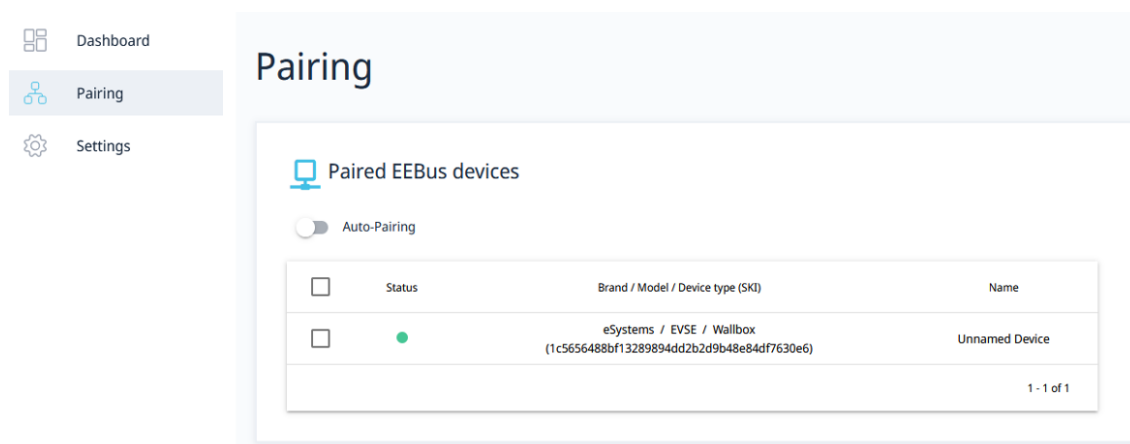 Dashboard
Pairing
Settings
Pairing
Paired EEBus devices
Auto-Pairing
Status Brand / Model / Device type (SKI) Name
eSystems / EVSE / Wallbox
(1c5656488bf13289894dd2b2d9b48e84df7630e6)
Unnamed Device
1 - 1 of 1